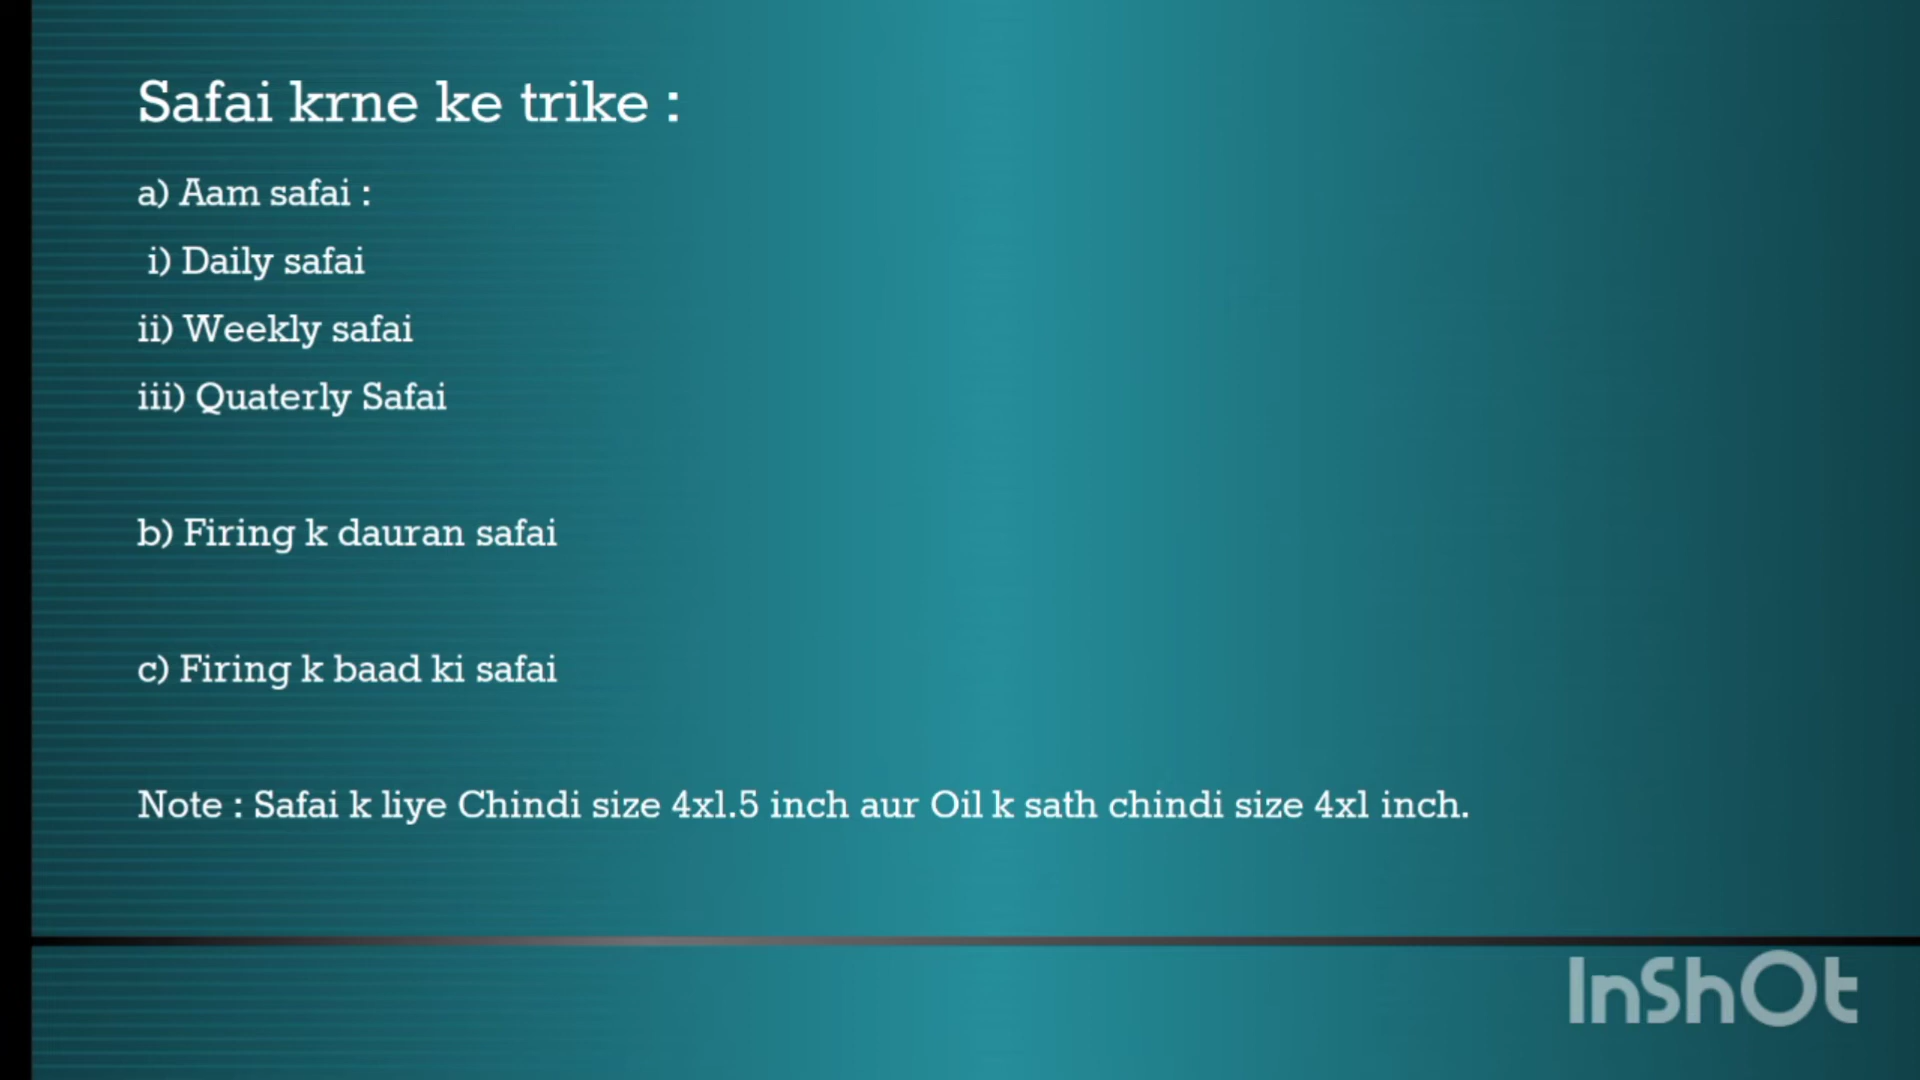 Safai krne ke trike :
a) Aam safai :
i) Daily safai
ii) Weekly safai
iii) Quaterly Safai
b) Firing k dauran safai
c) Firing k baad ki safai
Note : Safai k liye Chindi size 4x1.5 inch aur Oil k sath chindi size 4x1 inch.
InShOt